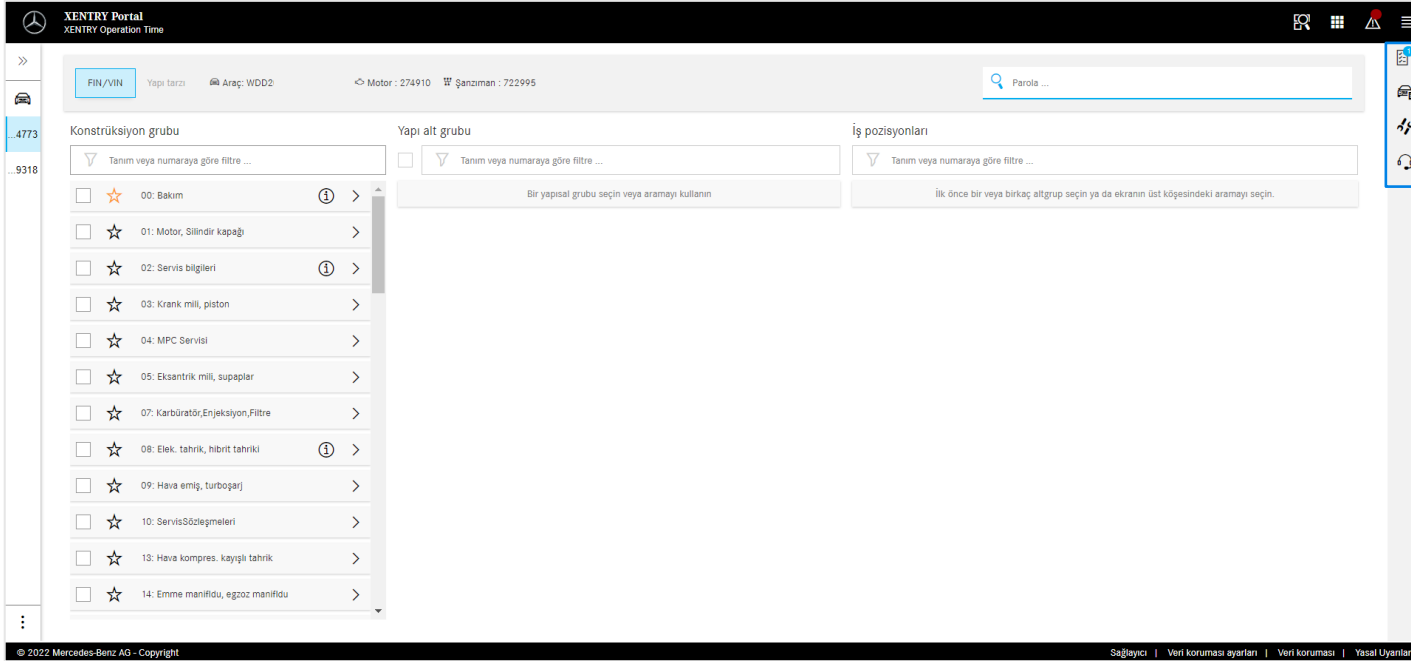 XENTRY Portal
XENTRY Operation Time
FIN/VIN Yapı tarzı Araç: WDD2 Motor : 274910 Şanzıman : 722995 Parola ...
...4773
...9318
Konstrüksiyon grubu
Tanım veya numaraya göre filtre ...
00: Bakım
01: Motor, Silindir kapağı
02: Servis bilgileri
03: Krank mili, piston
04: MPC Servisi
05: Eksantrik mili, supaplar
07: Karbüratör,Enjeksiyon,Filtre
08: Elek. tahrik, hibrit tahriki
09: Hava emiş, turboşarj
10: ServisSözleşmeleri
13: Hava kompres. kayışlı tahrik
14: Emme manifldu, egzoz manifldu
Yapı alt grubu
Tanım veya numaraya göre filtre ...
Bir yapısal grubu seçin veya aramayı kullanın
İş pozisyonları
Tanım veya numaraya göre filtre ...
İlk önce bir veya birkaç altgrup seçin ya da ekranın üst köşesindeki aramayı seçin.
1
© 2022 Mercedes-Benz AG - Copyright
Sağlayıcı | Veri koruması ayarları | Veri koruması | Yasal Uyarılar